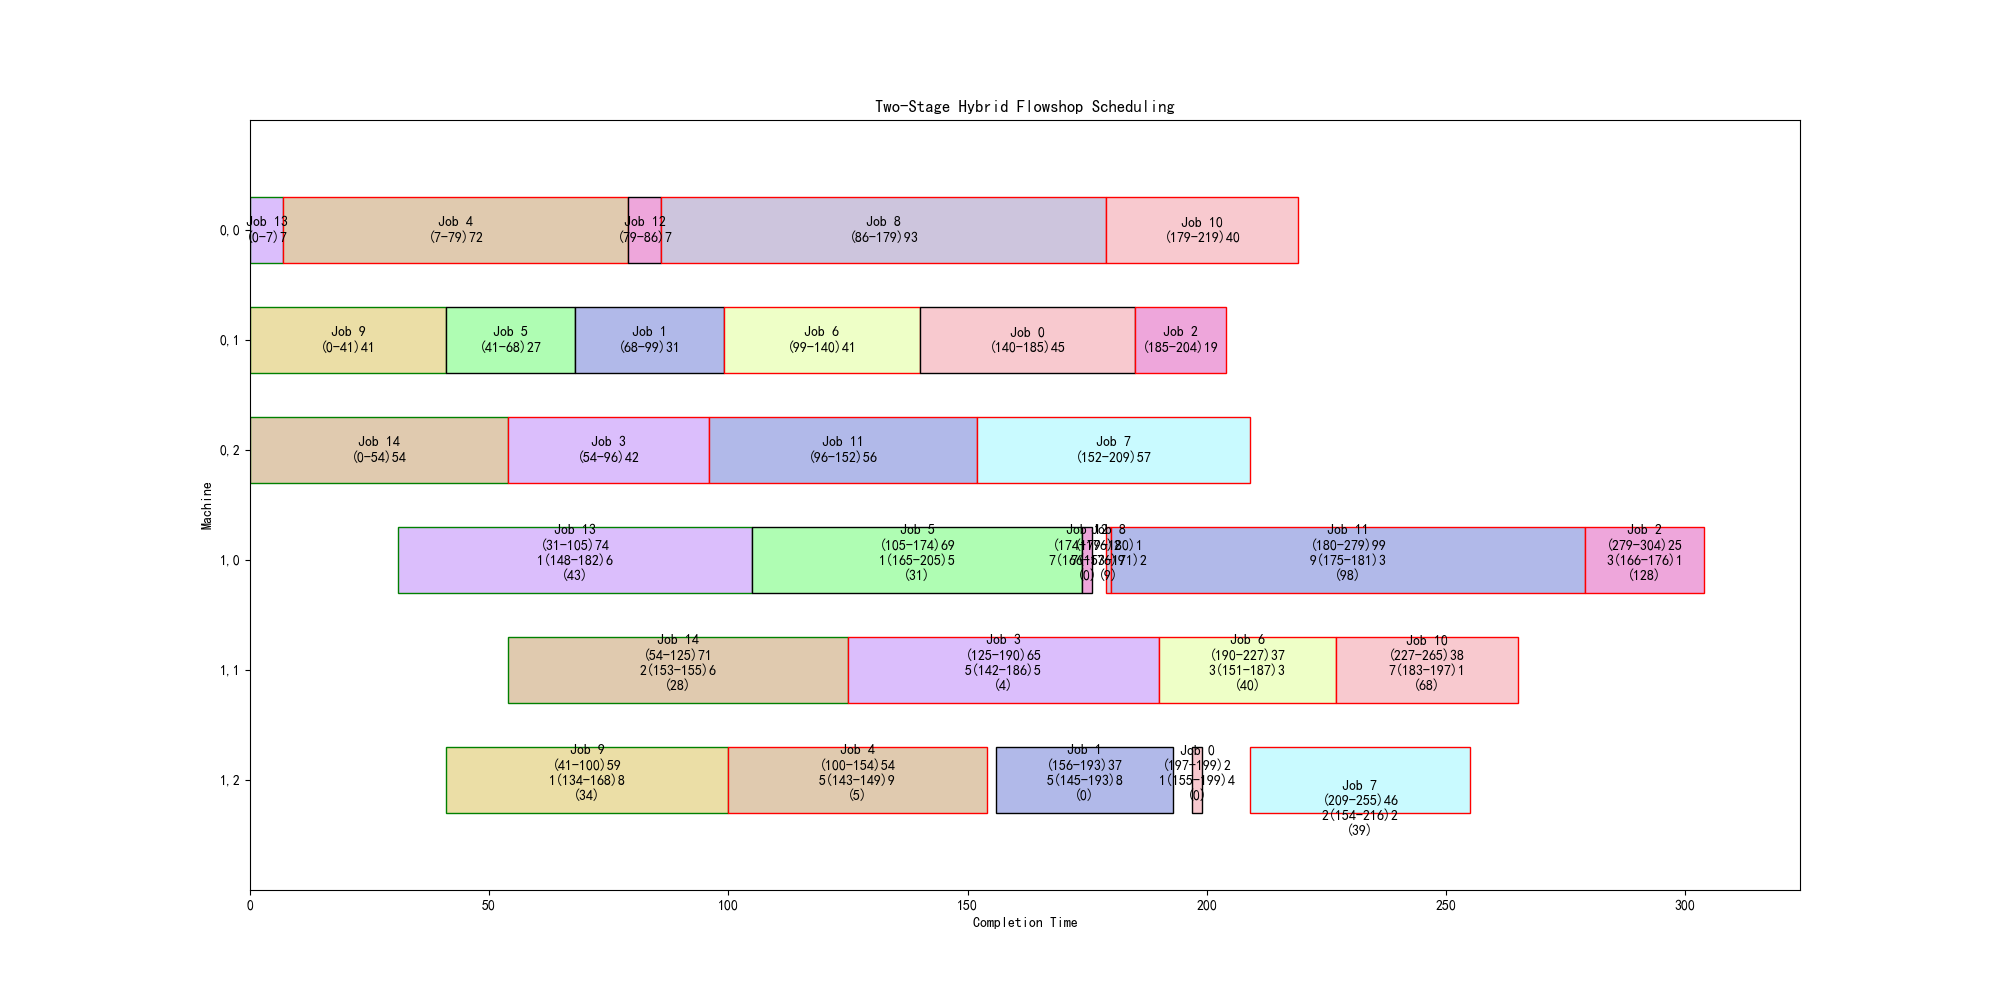 Two-Stage Hybrid Flowshop Scheduling
0,0
Job 13
(0-7)7
Job 4
(7-79)72
Job 12
(79-86)7
Job 8
(86-179)93
Job 10
(179-219)40
0,1
Job 9
(0-41)41
Job 5
(41-68)27
Job 1
(68-99)31
Job 6
(99-140)41
Job 0
(140-185)45
Job 2
(185-204)19
0,2
Job 14
(0-54)54
Job 3
(54-96)42
Job 11
(96-152)56
Job 7
(152-209)57
Machine
1,0
Job 13
(31-105)74
1(148-182)6
(43)
Job 5
(105-174)69
1(165-205)5
(31)
Job 12
(174-176)2
(0)
Job 8
(9)
Job 11
(180-279)99
9(175-181)3
(98)
Job 2
(279-304)25
3(166-176)1
(128)
1,1
Job 14
(54-125)71
2(153-155)6
(28)
Job 3
(125-190)65
5(142-186)5
(4)
Job 6
(190-227)37
3(151-187)3
(40)
Job 10
(227-265)38
7(183-197)1
(68)
1,2
Job 9
(41-100)59
1(134-168)8
(34)
Job 4
(100-154)54
5(143-149)9
(5)
Job 1
(156-193)37
5(145-193)8
(0)
Job 0
(197-199)2
1(155-199)4
(0)
Job 7
(209-255)46
2(154-216)2
(39)
0
50
100
150
200
250
300
Completion Time